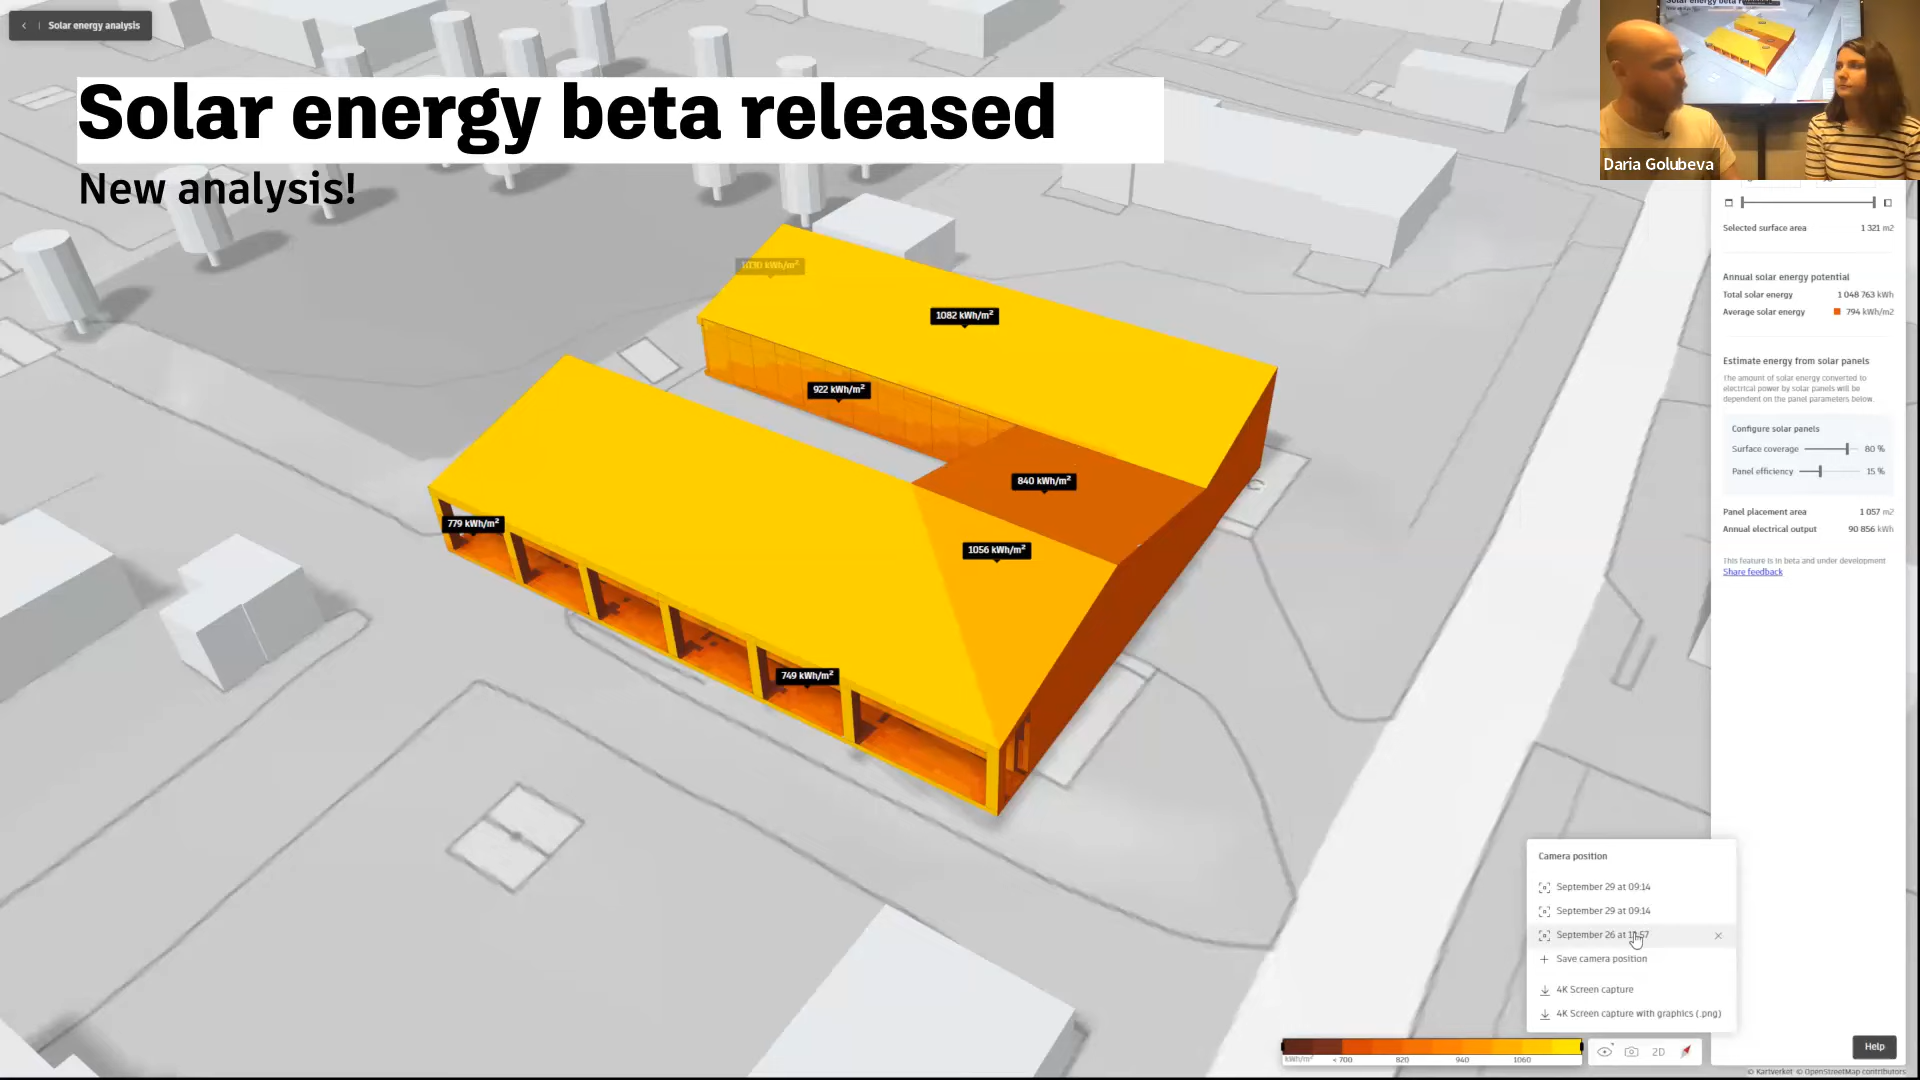 Solar energy analysis
Solar energy beta released
New analysis!
Daria Golubeva
1082 kWh/m²
922 kWh/m²
840 kWh/m²
779 kWh/m²
1056 kWh/m²
749 kWh/m²
Selected surface area 1 321 m2
Annual solar energy potential
Total solar energy 1 048 763 kWh
Average solar energy 794 kWh/m2
Estimate energy from solar panels
The amount of solar energy converted to
electrical power by solar panels will be
dependent on the panel parameters below.
Configure solar panels
Surface coverage 80 %
Panel efficiency 15 %
Panel placement area 1 057 m2
Annual electrical output 90 856 kWh
This feature is in beta and under development
Share feedback
Camera position
September 29 at 09:14
September 29 at 09:14
September 26 at
Save camera position
4K Screen capture
4K Screen capture with graphics (.png)
kWh/m² < 700 820 940 1060
2D
Help
© Kartverket © OpenStreetMap contributors